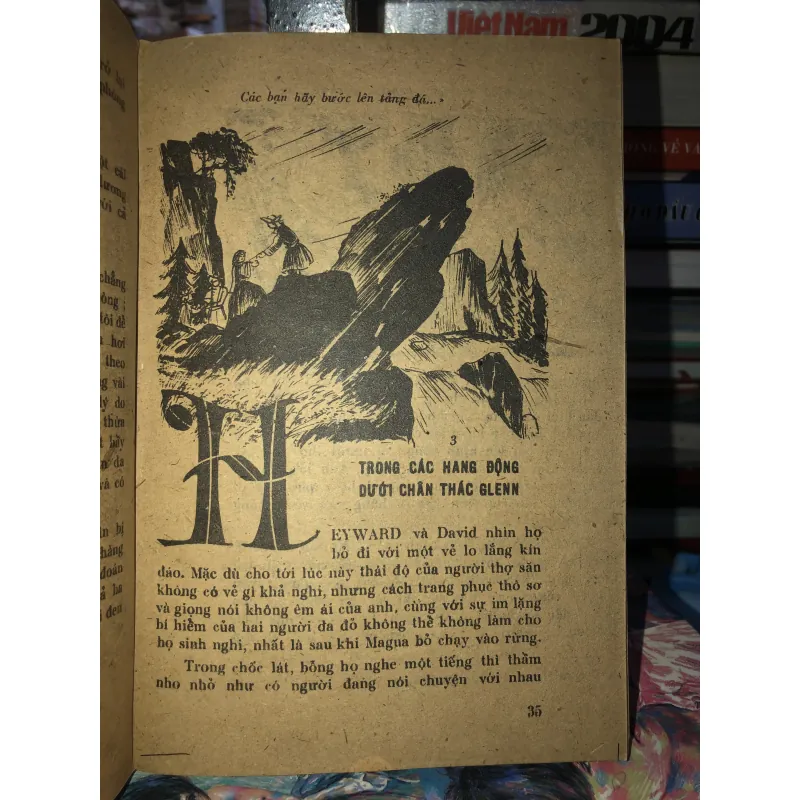 Việt Nam 2004
Các bạn hãy bước lên tảng đá...
H
3
TRONG CÁC HANG ĐỘNG
DƯỚI CHÂN THÁC GLENN
EYWARD và David nhìn họ
bỏ đi với một vẻ lo lắng kín
đáo. Mặc dù cho tới lúc này thái độ của người thợ săn
không có vẻ gì khả nghi, nhưng cách trang phục thô sơ
và giọng nói không êm ái của anh, cùng với sự im lặng
bí hiểm của hai người da đỏ không thể không làm cho
họ sinh nghi, nhất là sau khi Magua bỏ chạy vào rừng.
Trong chốc lát, bỗng họ nghe một tiếng thì thầm
nho nhỏ như có người đang nói chuyện với nhau
35